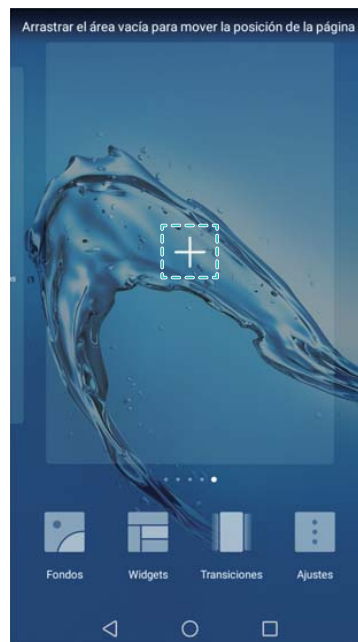 Arrastrar el área vacía para mover la posición de la página
Fondos Widgets Transiciones Ajustes